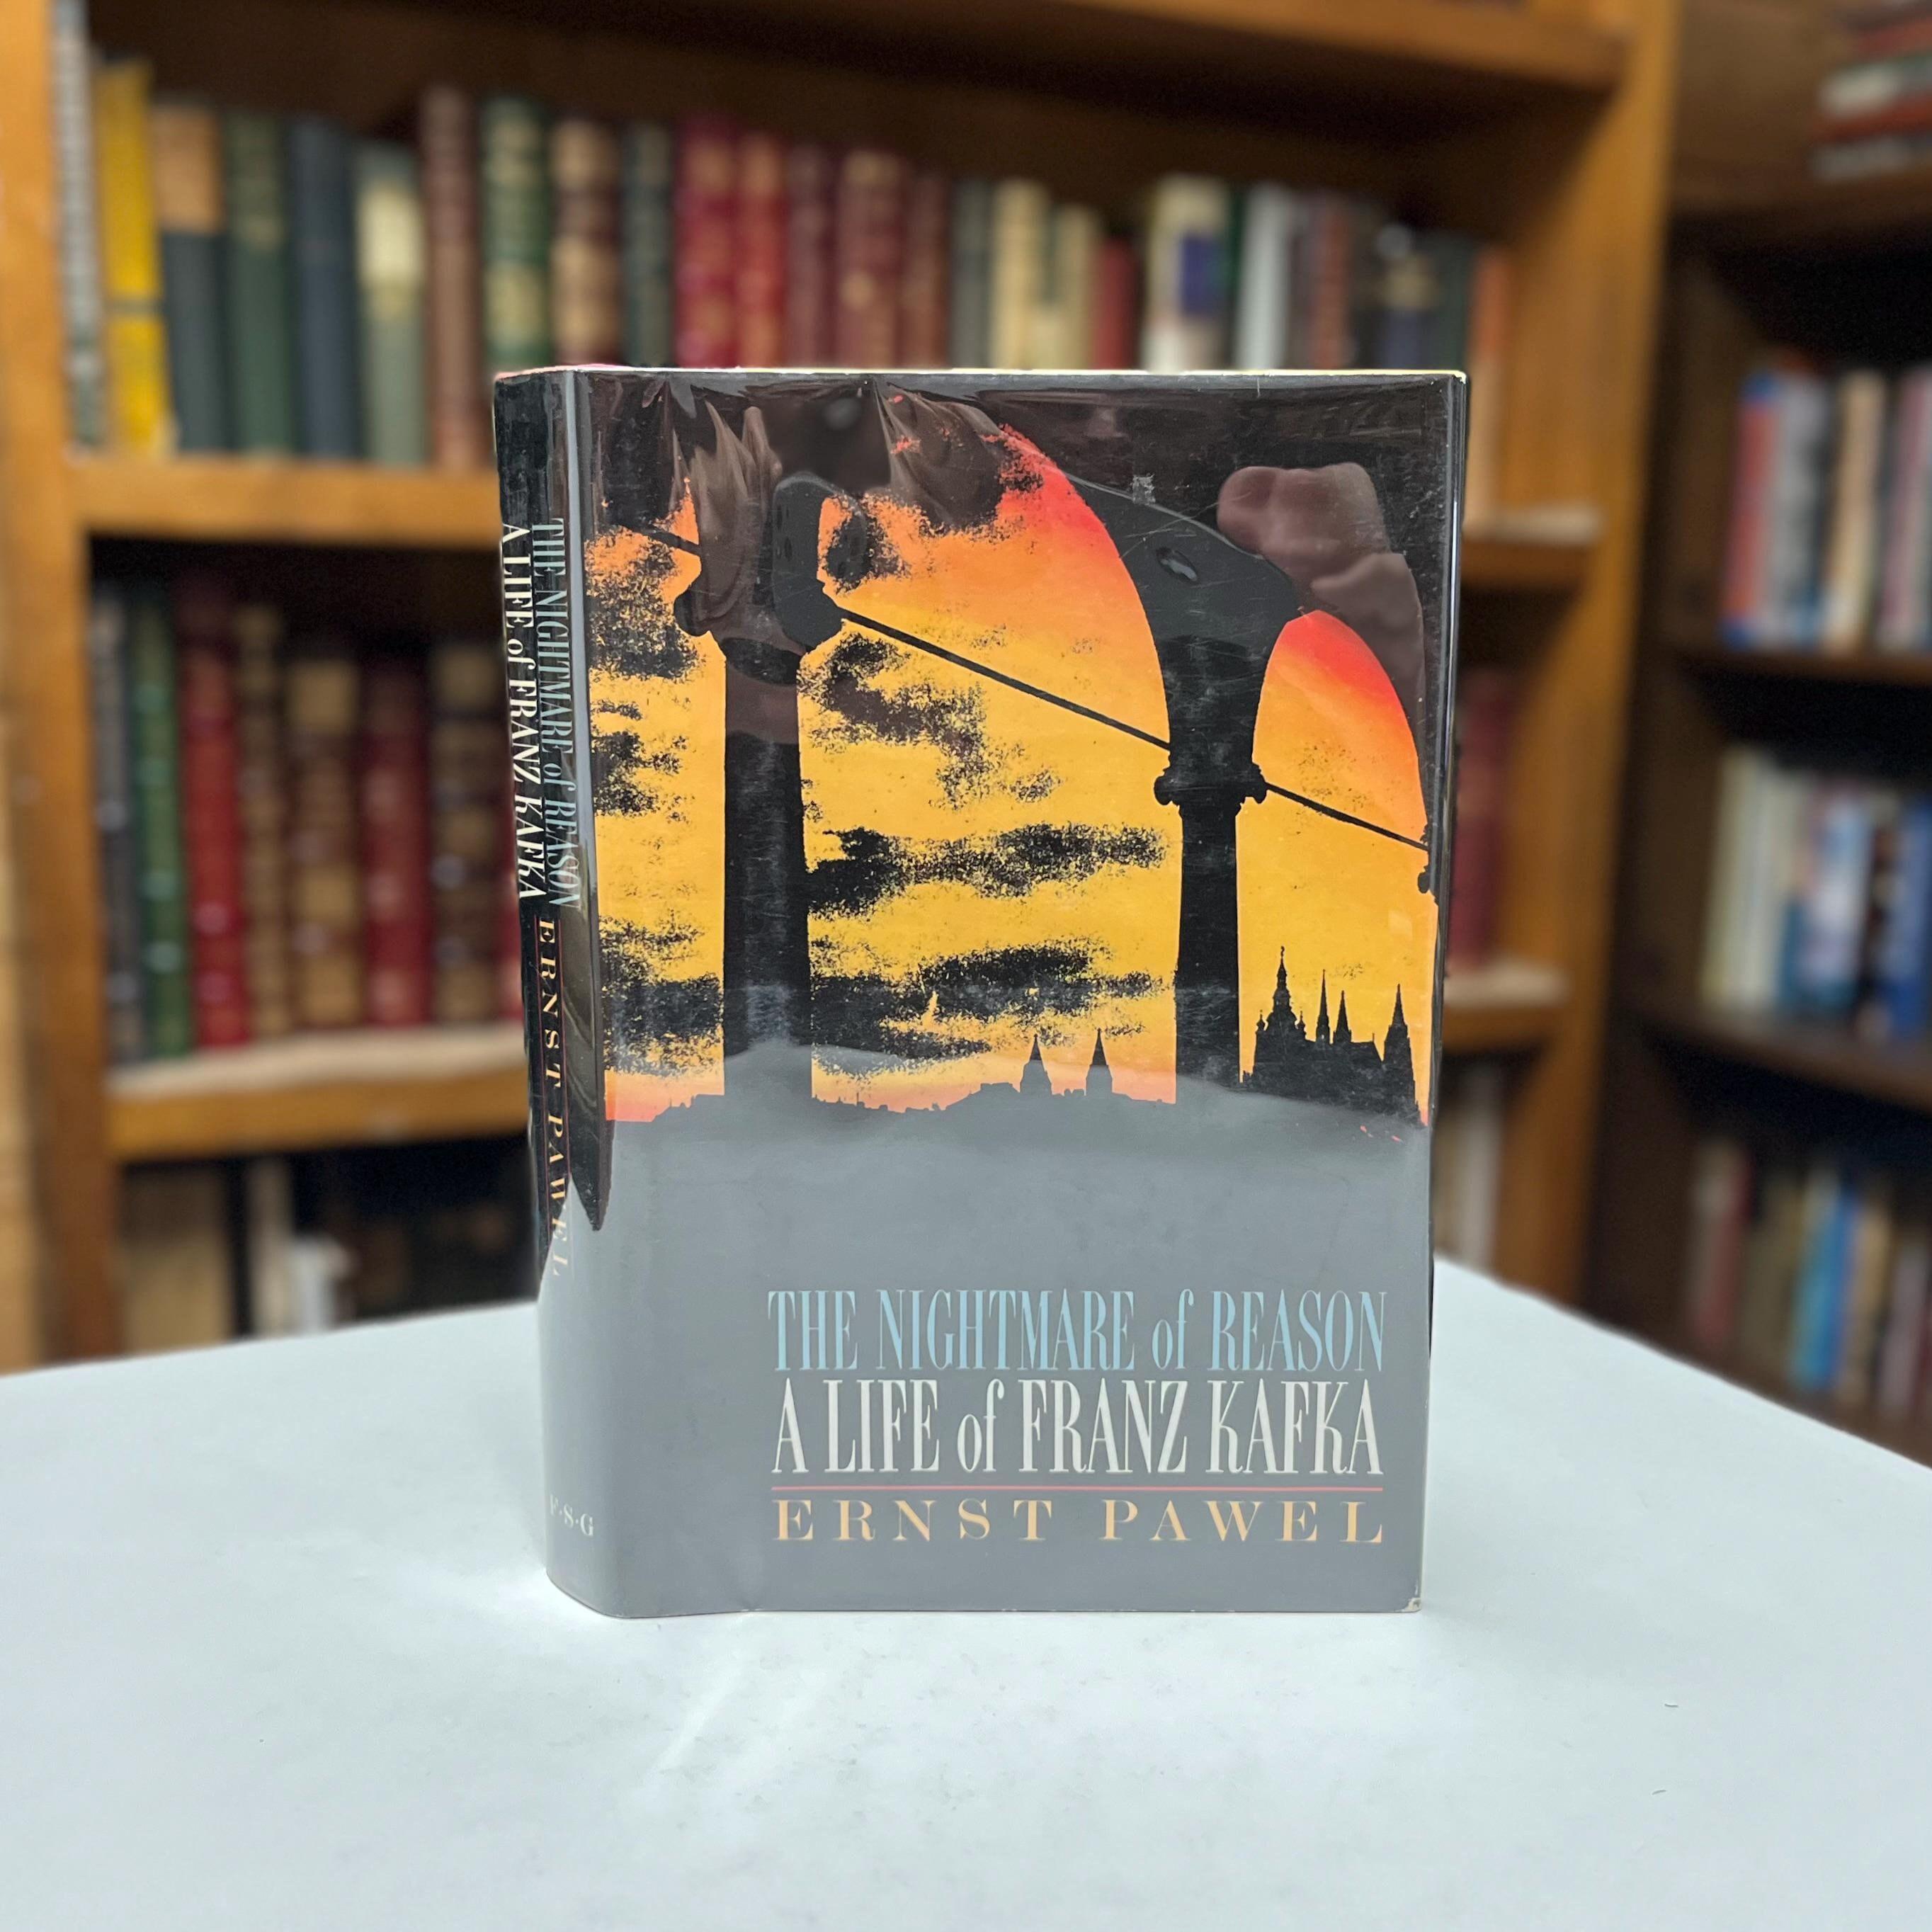 THE NIGHTMARE of REASON
A LIFE of FRANZ KAFKA
ERNST PAWEL
F·S·G
THE NIGHTMARE of REASON
A LIFE of FRANZ KAFKA
ERNST PAWEL